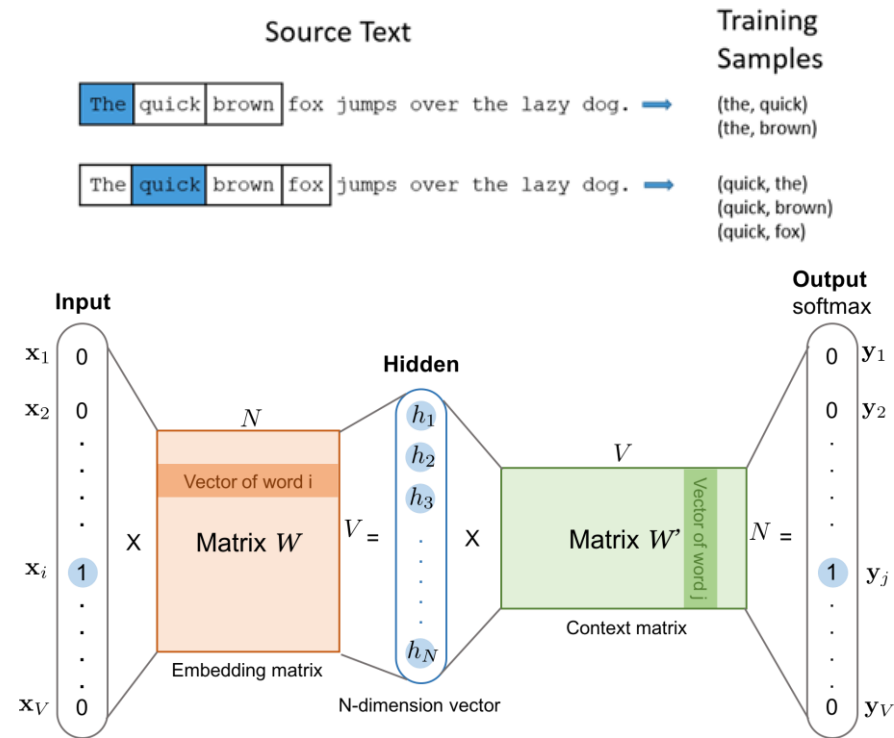 Source Text
Training
Samples
The quick brown fox jumps over the lazy dog.
(the, quick)
(the, brown)
The quick brown fox jumps over the lazy dog.
(quick, the)
(quick, brown)
(quick, fox)
Input
Output
softmax
Hidden
x₁ 0
0 y₁
x₂ 0
0 y₂
N
h₁
h₂
h₃
V
Vector of word i
Vector of word j
X
Matrix W
V =
X
Matrix W'
N =
xᵢ 1
1 yⱼ
h_N
Context matrix
Embedding matrix
N-dimension vector
x_V 0
0 y_V